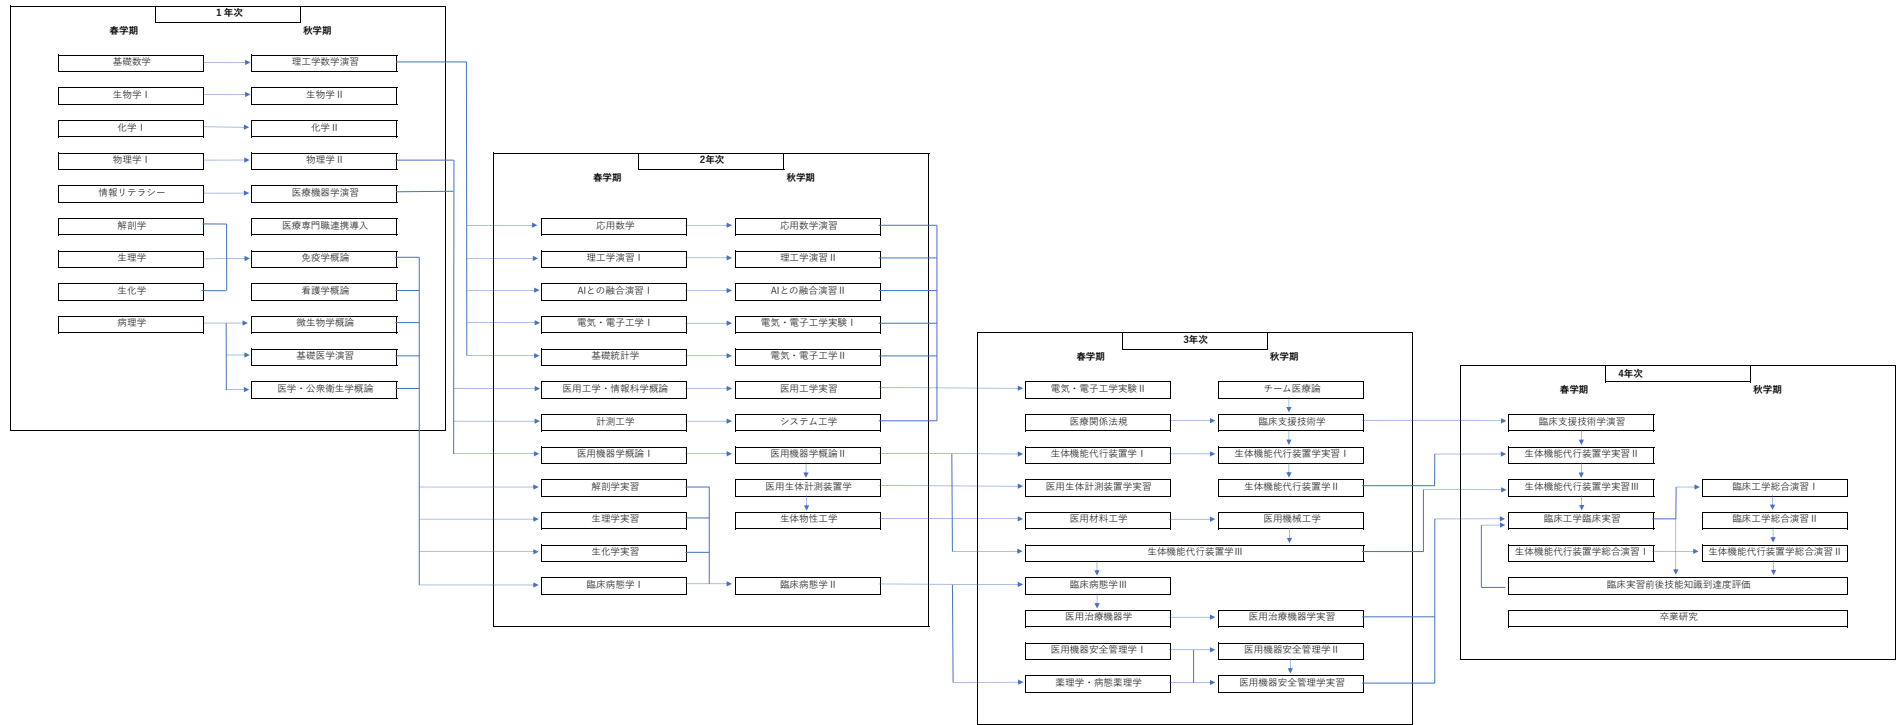 １年次
春学期
秋学期
基礎数学
理工学数学演習
生物学Ⅰ
生物学Ⅱ
化学Ⅰ
化学Ⅱ
物理学Ⅰ
物理学Ⅱ
情報リテラシー
医療機器学演習
解剖学
医療専門職連携導入
生理学
免疫学概論
生化学
看護学概論
病理学
微生物学概論
基礎医学演習
医学・公衆衛生学概論
2年次
春学期
秋学期
応用数学
応用数学演習
理工学演習Ⅰ
理工学演習Ⅱ
AIとの融合演習Ⅰ
AIとの融合演習Ⅱ
電気・電子工学Ⅰ
電気・電子工学実験Ⅰ
基礎統計学
電気・電子工学Ⅱ
医用工学・情報科学概論
医用工学実習
計測工学
システム工学
医用機器学概論Ⅰ
医用機器学概論Ⅱ
解剖学実習
医用生体計測装置学
生理学実習
生体物性工学
生化学実習
臨床病態学Ⅰ
臨床病態学Ⅱ
3年次
春学期
秋学期
電気・電子工学実験Ⅱ
チーム医療論
医療関係法規
臨床支援技術学
生体機能代行装置学Ⅰ
生体機能代行装置学実習Ⅰ
医用生体計測装置学実習
生体機能代行装置学Ⅱ
医用材料工学
医用機械工学
生体機能代行装置学Ⅲ
臨床病態学Ⅲ
医用治療機器学
医用治療機器学実習
医用機器安全管理学Ⅰ
医用機器安全管理学Ⅱ
薬理学・病態薬理学
医用機器安全管理学実習
4年次
春学期
秋学期
臨床支援技術学演習
生体機能代行装置学実習Ⅱ
生体機能代行装置学実習Ⅲ
臨床工学総合演習Ⅰ
臨床工学臨床実習
臨床工学総合演習Ⅱ
生体機能代行装置学総合演習Ⅰ
生体機能代行装置学総合演習Ⅱ
臨床実習前後技能知識到達度評価
卒業研究